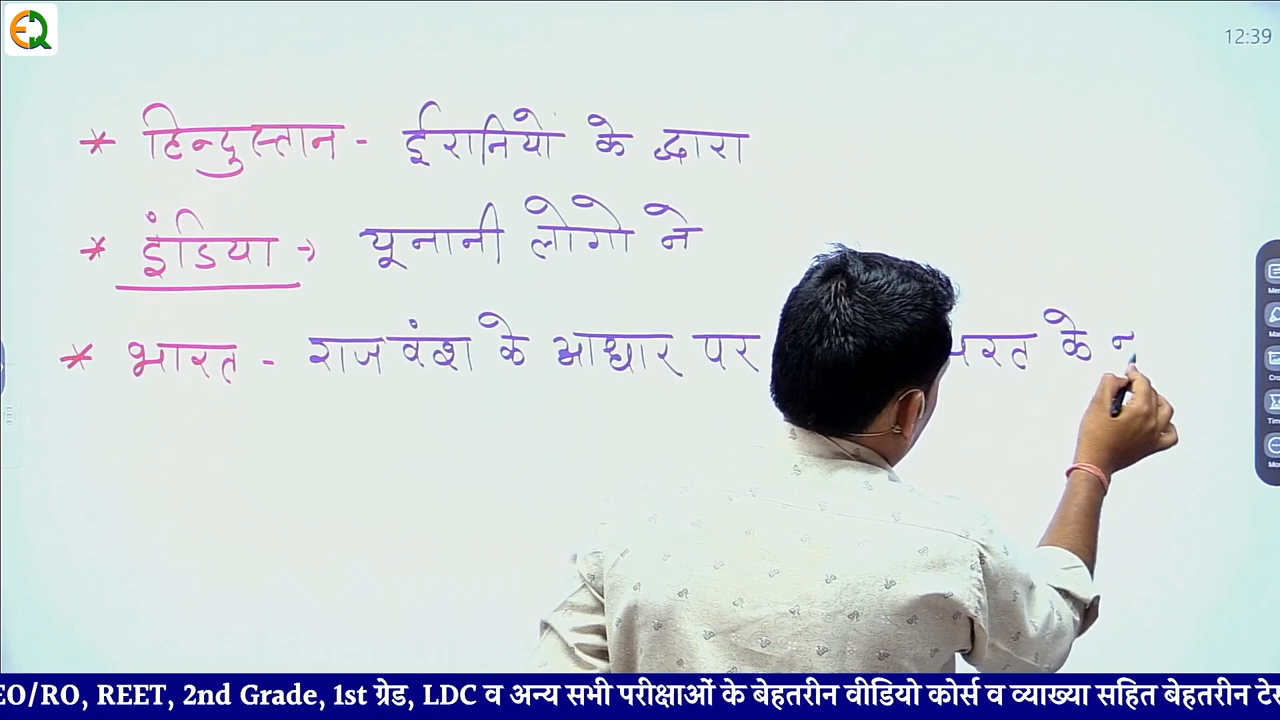 EQ
12:39
* हिन्दुस्तान - ईरानियों के द्वारा
* इंडिया → यूनानी लोगो ने
* भारत - राजवंश के आधार पर के
EO/RO, REET, 2nd Grade, 1st ग्रेड, LDC व अन्य सभी परीक्षाओं के बेहतरीन वीडियो कोर्स व व्याख्या सहित बेहतरीन